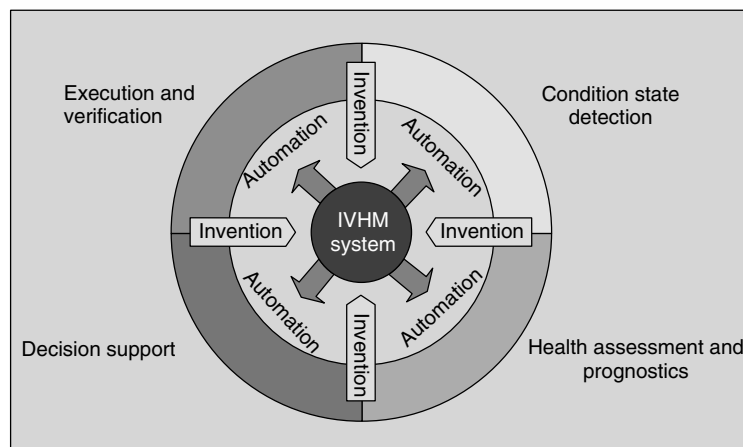 Execution and
verification
Condition state
detection
Invention
Automation
Automation
IVHM
system
Invention
Invention
Automation
Automation
Invention
Decision support
Health assessment and
prognostics